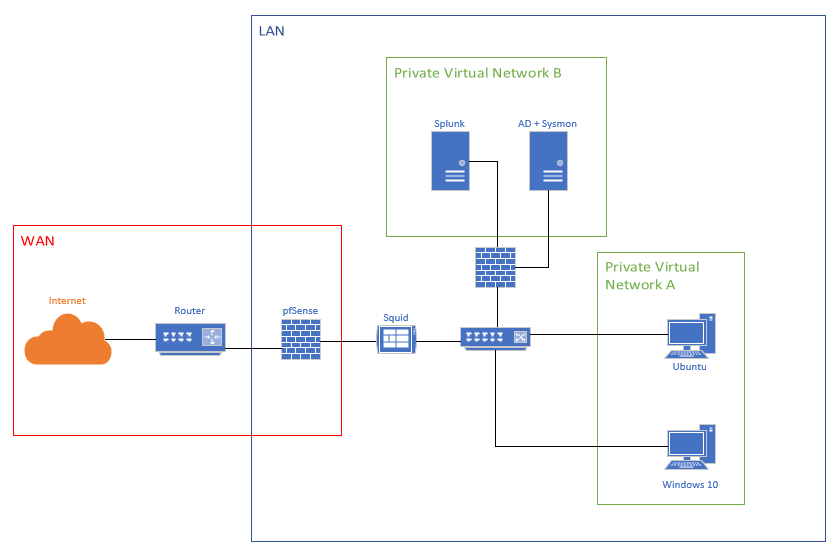 LAN
Private Virtual Network B
Splunk
AD + Sysmon
WAN
Internet
Router
pfSense
Squid
Private Virtual
Network A
Ubuntu
Windows 10